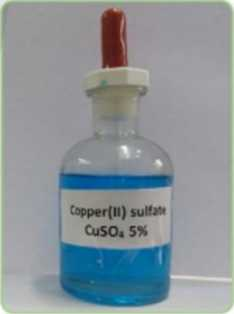 Copper(II) sulfate
CuSO₄ 5%